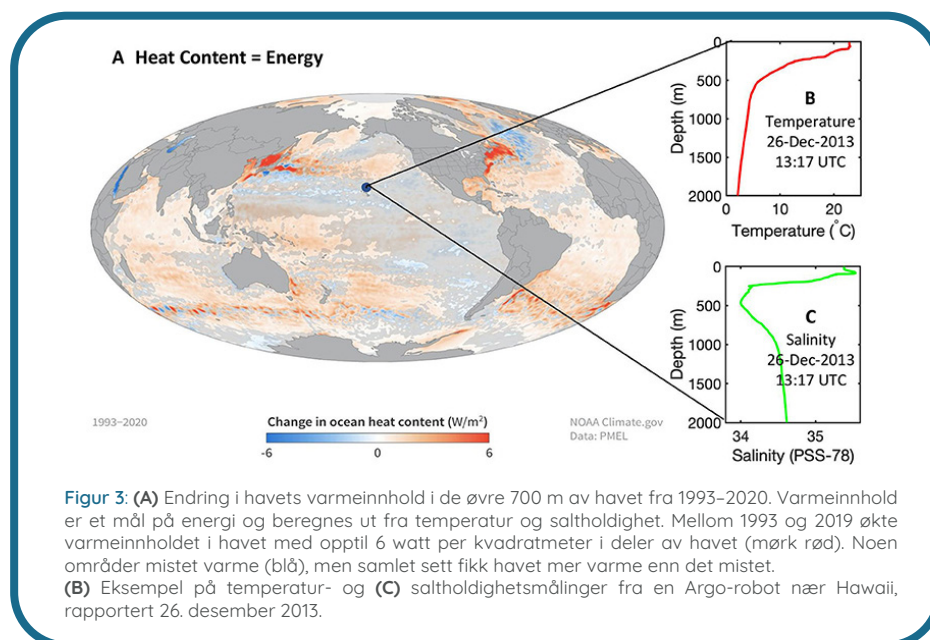 A Heat Content = Energy
0
500
1000
1500
2000
Depth (m)
B
Temperature
26-Dec-2013
13:17 UTC
0 10 20
Temperature (°C)
0
500
1000
1500
2000
Depth (m)
C
Salinity
26-Dec-2013
13:17 UTC
34 35
Salinity (PSS-78)
1993–2020
Change in ocean heat content (W/m²)
-6 0 6
NOAA Climate.gov
Data: PMEL
Figur 3: (A) Endring i havets varmeinnhold i de øvre 700 m av havet fra 1993–2020. Varmeinnhold
er et mål på energi og beregnes ut fra temperatur og saltholdighet. Mellom 1993 og 2019 økte
varmeinnholdet i havet med opptil 6 watt per kvadratmeter i deler av havet (mørk rød). Noen
områder mistet varme (blå), men samlet sett fikk havet mer varme enn det mistet.
(B) Eksempel på temperatur- og (C) saltholdighetsmålinger fra en Argo-robot nær Hawaii,
rapportert 26. desember 2013.